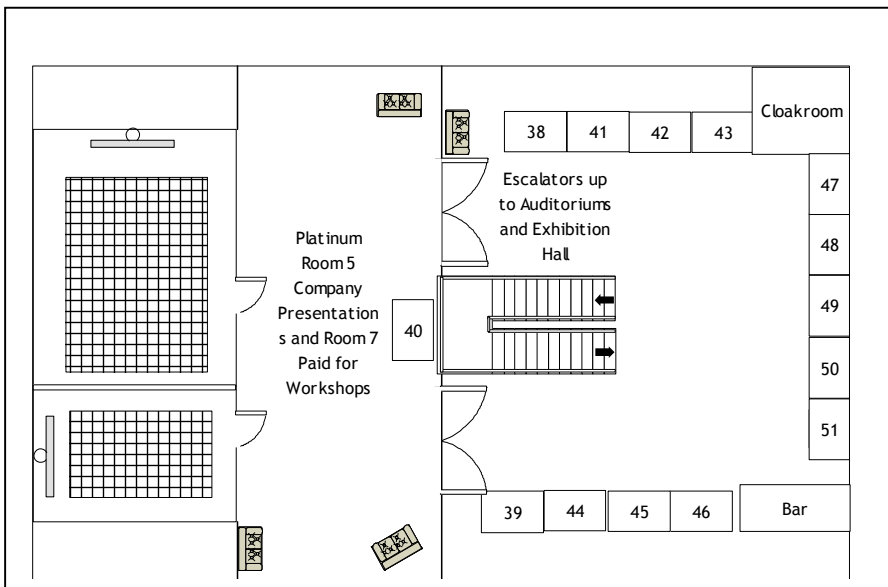 Cloakroom
38
41
42
43
47
Escalators up
to Auditoriums
and Exhibition
Hall
48
Platinum
Room 5
Company
Presentation
s and Room 7
Paid for
Workshops
40
49
50
51
39
44
45
46
Bar